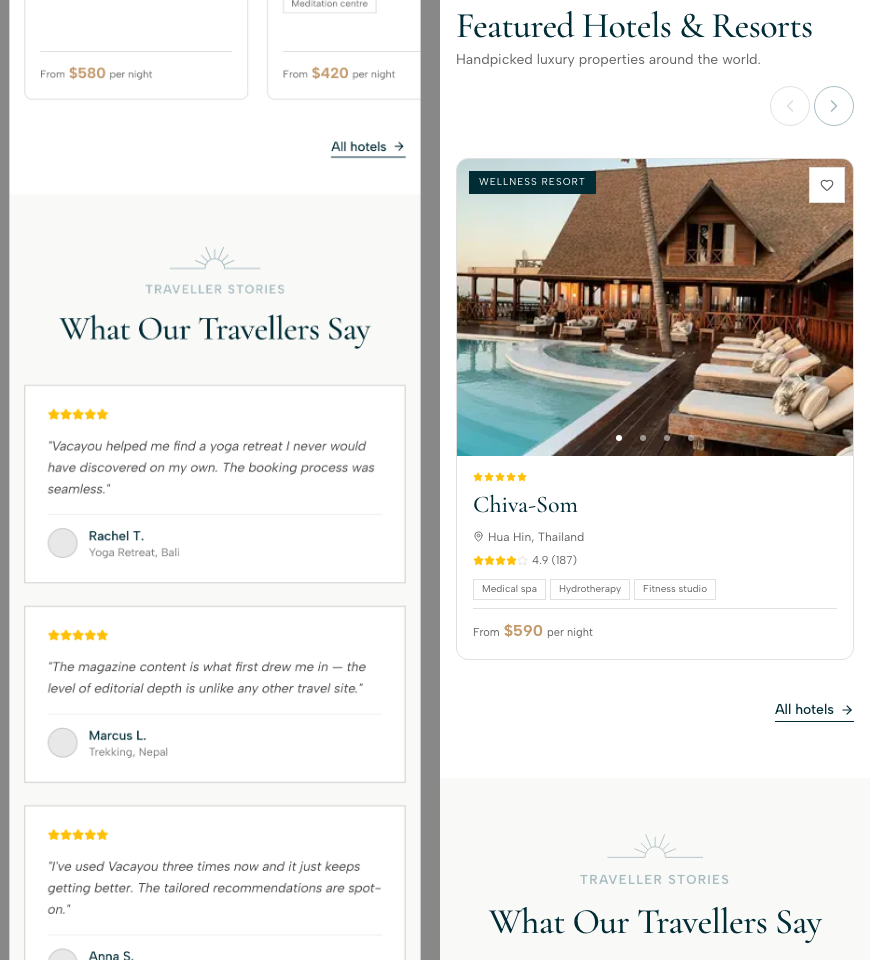 Meditation centre
From $580 per night
From $420 per night
All hotels
TRAVELLER STORIES
What Our Travellers Say
"Vacayou helped me find a yoga retreat I never would
have discovered on my own. The booking process was
seamless."
Rachel T.
Yoga Retreat, Bali
"The magazine content is what first drew me in — the
level of editorial depth is unlike any other travel site."
Marcus L.
Trekking, Nepal
"I've used Vacayou three times now and it just keeps
getting better. The tailored recommendations are spot-
on."
Anna S.
Featured Hotels & Resorts
Handpicked luxury properties around the world.
WELLNESS RESORT
Chiva-Som
Hua Hin, Thailand
4.9 (187)
Medical spa Hydrotherapy Fitness studio
From $590 per night
All hotels
TRAVELLER STORIES
What Our Travellers Say